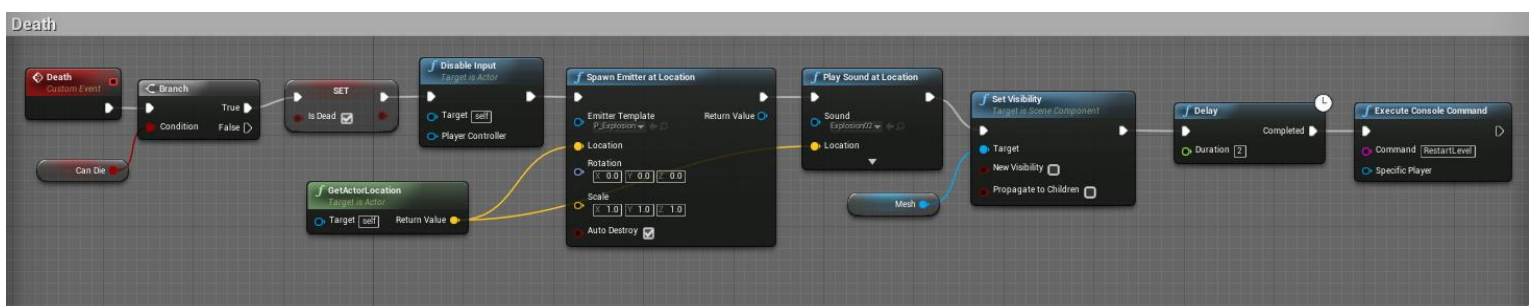 Death
Death
Custom Event
Branch
True
Condition
False
Can Die
SET
Is Dead
Disable Input
Target is Actor
Target self
Player Controller
GetActorLocation
Target is Actor
Target self
Return Value
Spawn Emitter at Location
Emitter Template
Return Value
P_Explosion
Location
Rotation
X 0.0 Y 0.0 Z 0.0
Scale
X 1.0 Y 1.0 Z 1.0
Auto Destroy
Play Sound at Location
Sound
Explosion02
Location
Mesh
Set Visibility
Target is Scene Component
Target
New Visibility
Propagate to Children
Delay
Completed
Duration 2
Execute Console Command
Command RestartLevel
Specific Player